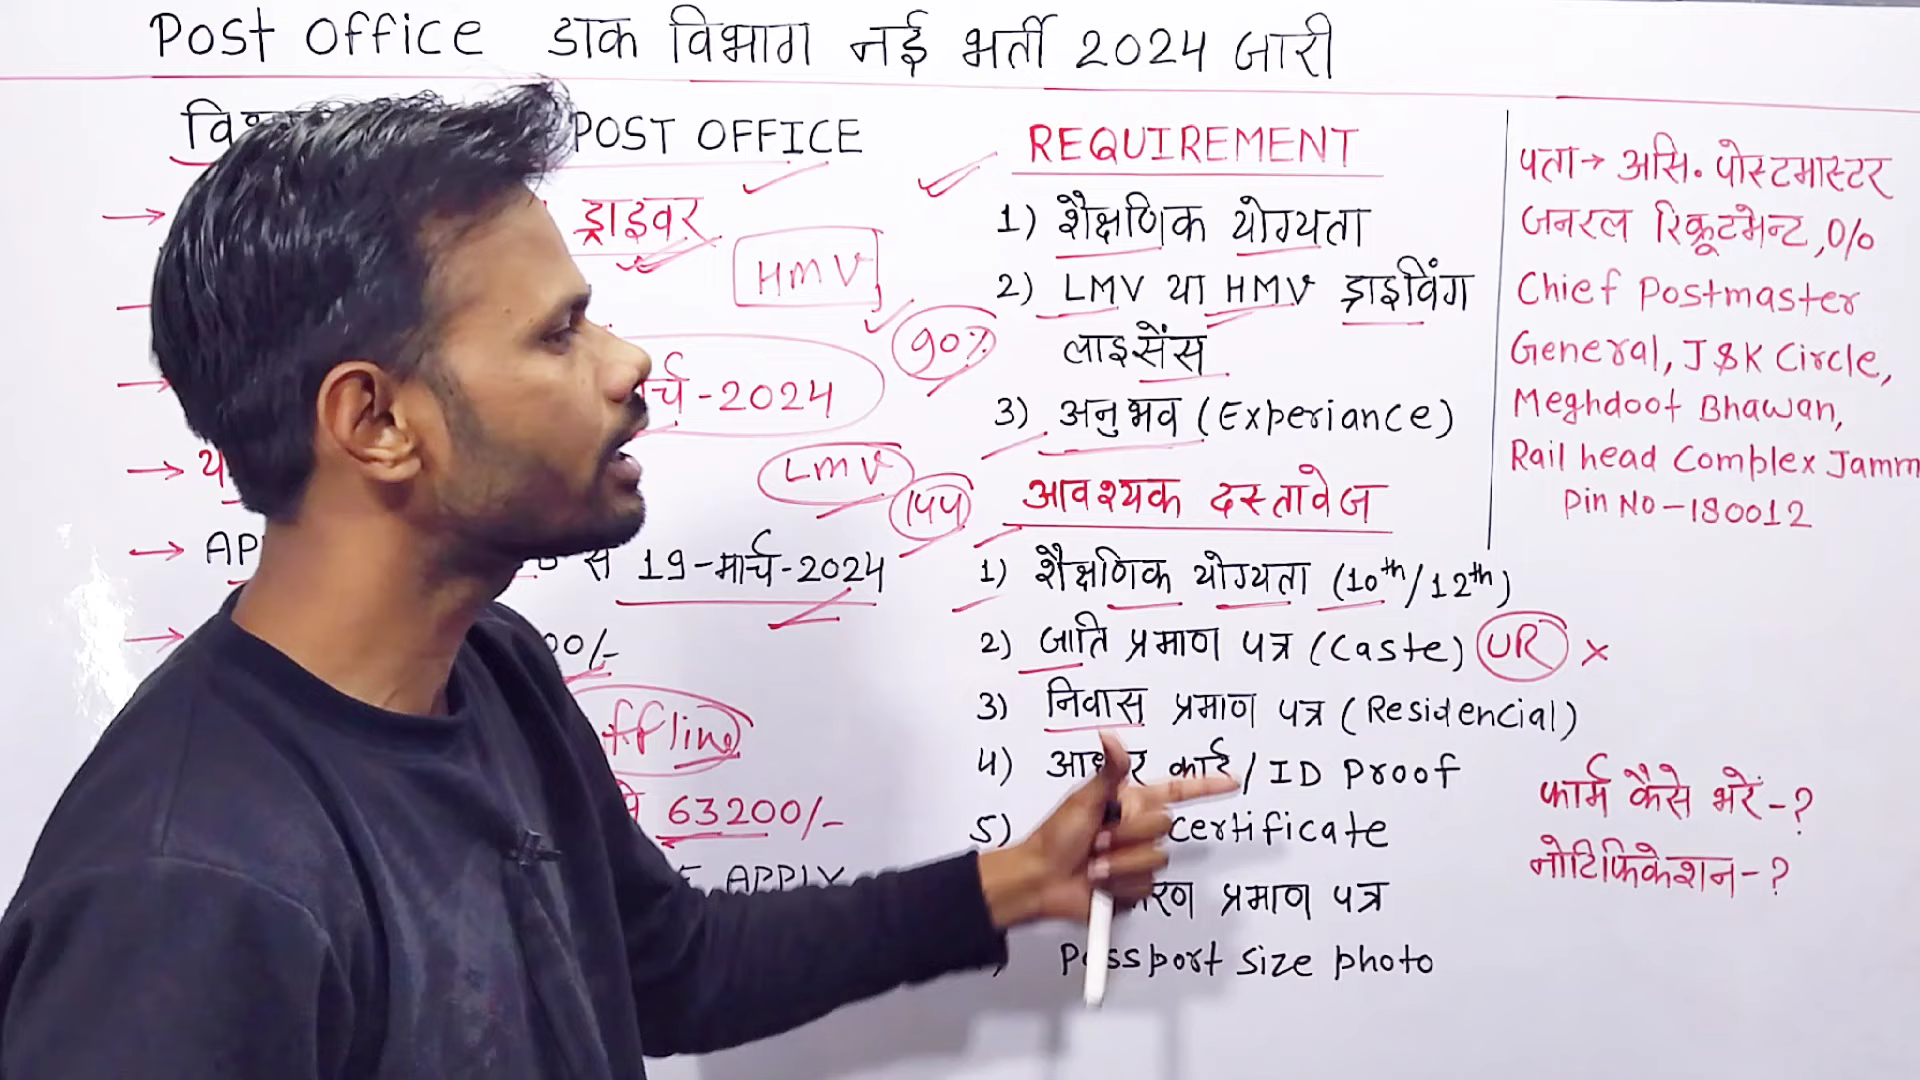 Post office डाक विभाग नई भर्ती 2024 जारी
POST OFFICE
ड्राइवर
HMV
-2024
LMV
19-मार्च-2024
00/-
ffline
63200/-
APPLY
90%
144
REQUIREMENT
1) शैक्षणिक योग्यता
2) LMV या HMV ड्राइविंग
लाइसेंस
3) अनुभव (Experiance)
आवश्यक दस्तावेज
1) शैक्षणिक योग्यता (10th/12th)
2) जाति प्रमाण पत्र (Caste) UR ×
3) निवास प्रमाण पत्र (Residencial)
4) आधार कार्ड/ID Proof
5) certificate
प्रमाण पत्र
Passport Size photo
पता→ असि. पोस्टमास्टर
जनरल रिक्रूटमेन्ट, 0/0
Chief Postmaster
General, J&K Circle,
Meghdoot Bhawan,
Rail head Complex Jamm
Pin No-180012
फार्म कैसे भरें-?
नोटिफिकेशन-?